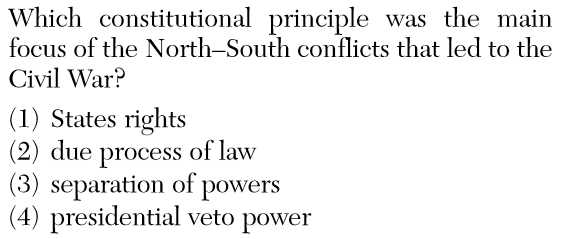 Which constitutional principle was the main
focus of the North–South conflicts that led to the
Civil War?
(1) States rights
(2) due process of law
(3) separation of powers
(4) presidential veto power